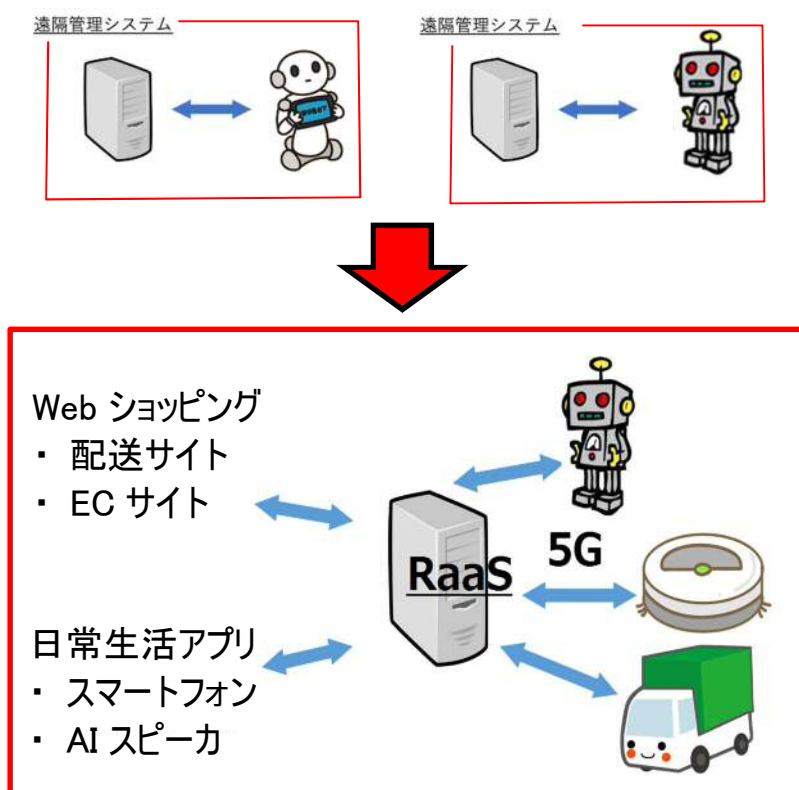 遠隔管理システム
遠隔管理システム
ROBOT
Web ショッピング
・ 配送サイト
・ EC サイト
5G
RaaS
日常生活アプリ
・ スマートフォン
・ AI スピーカ